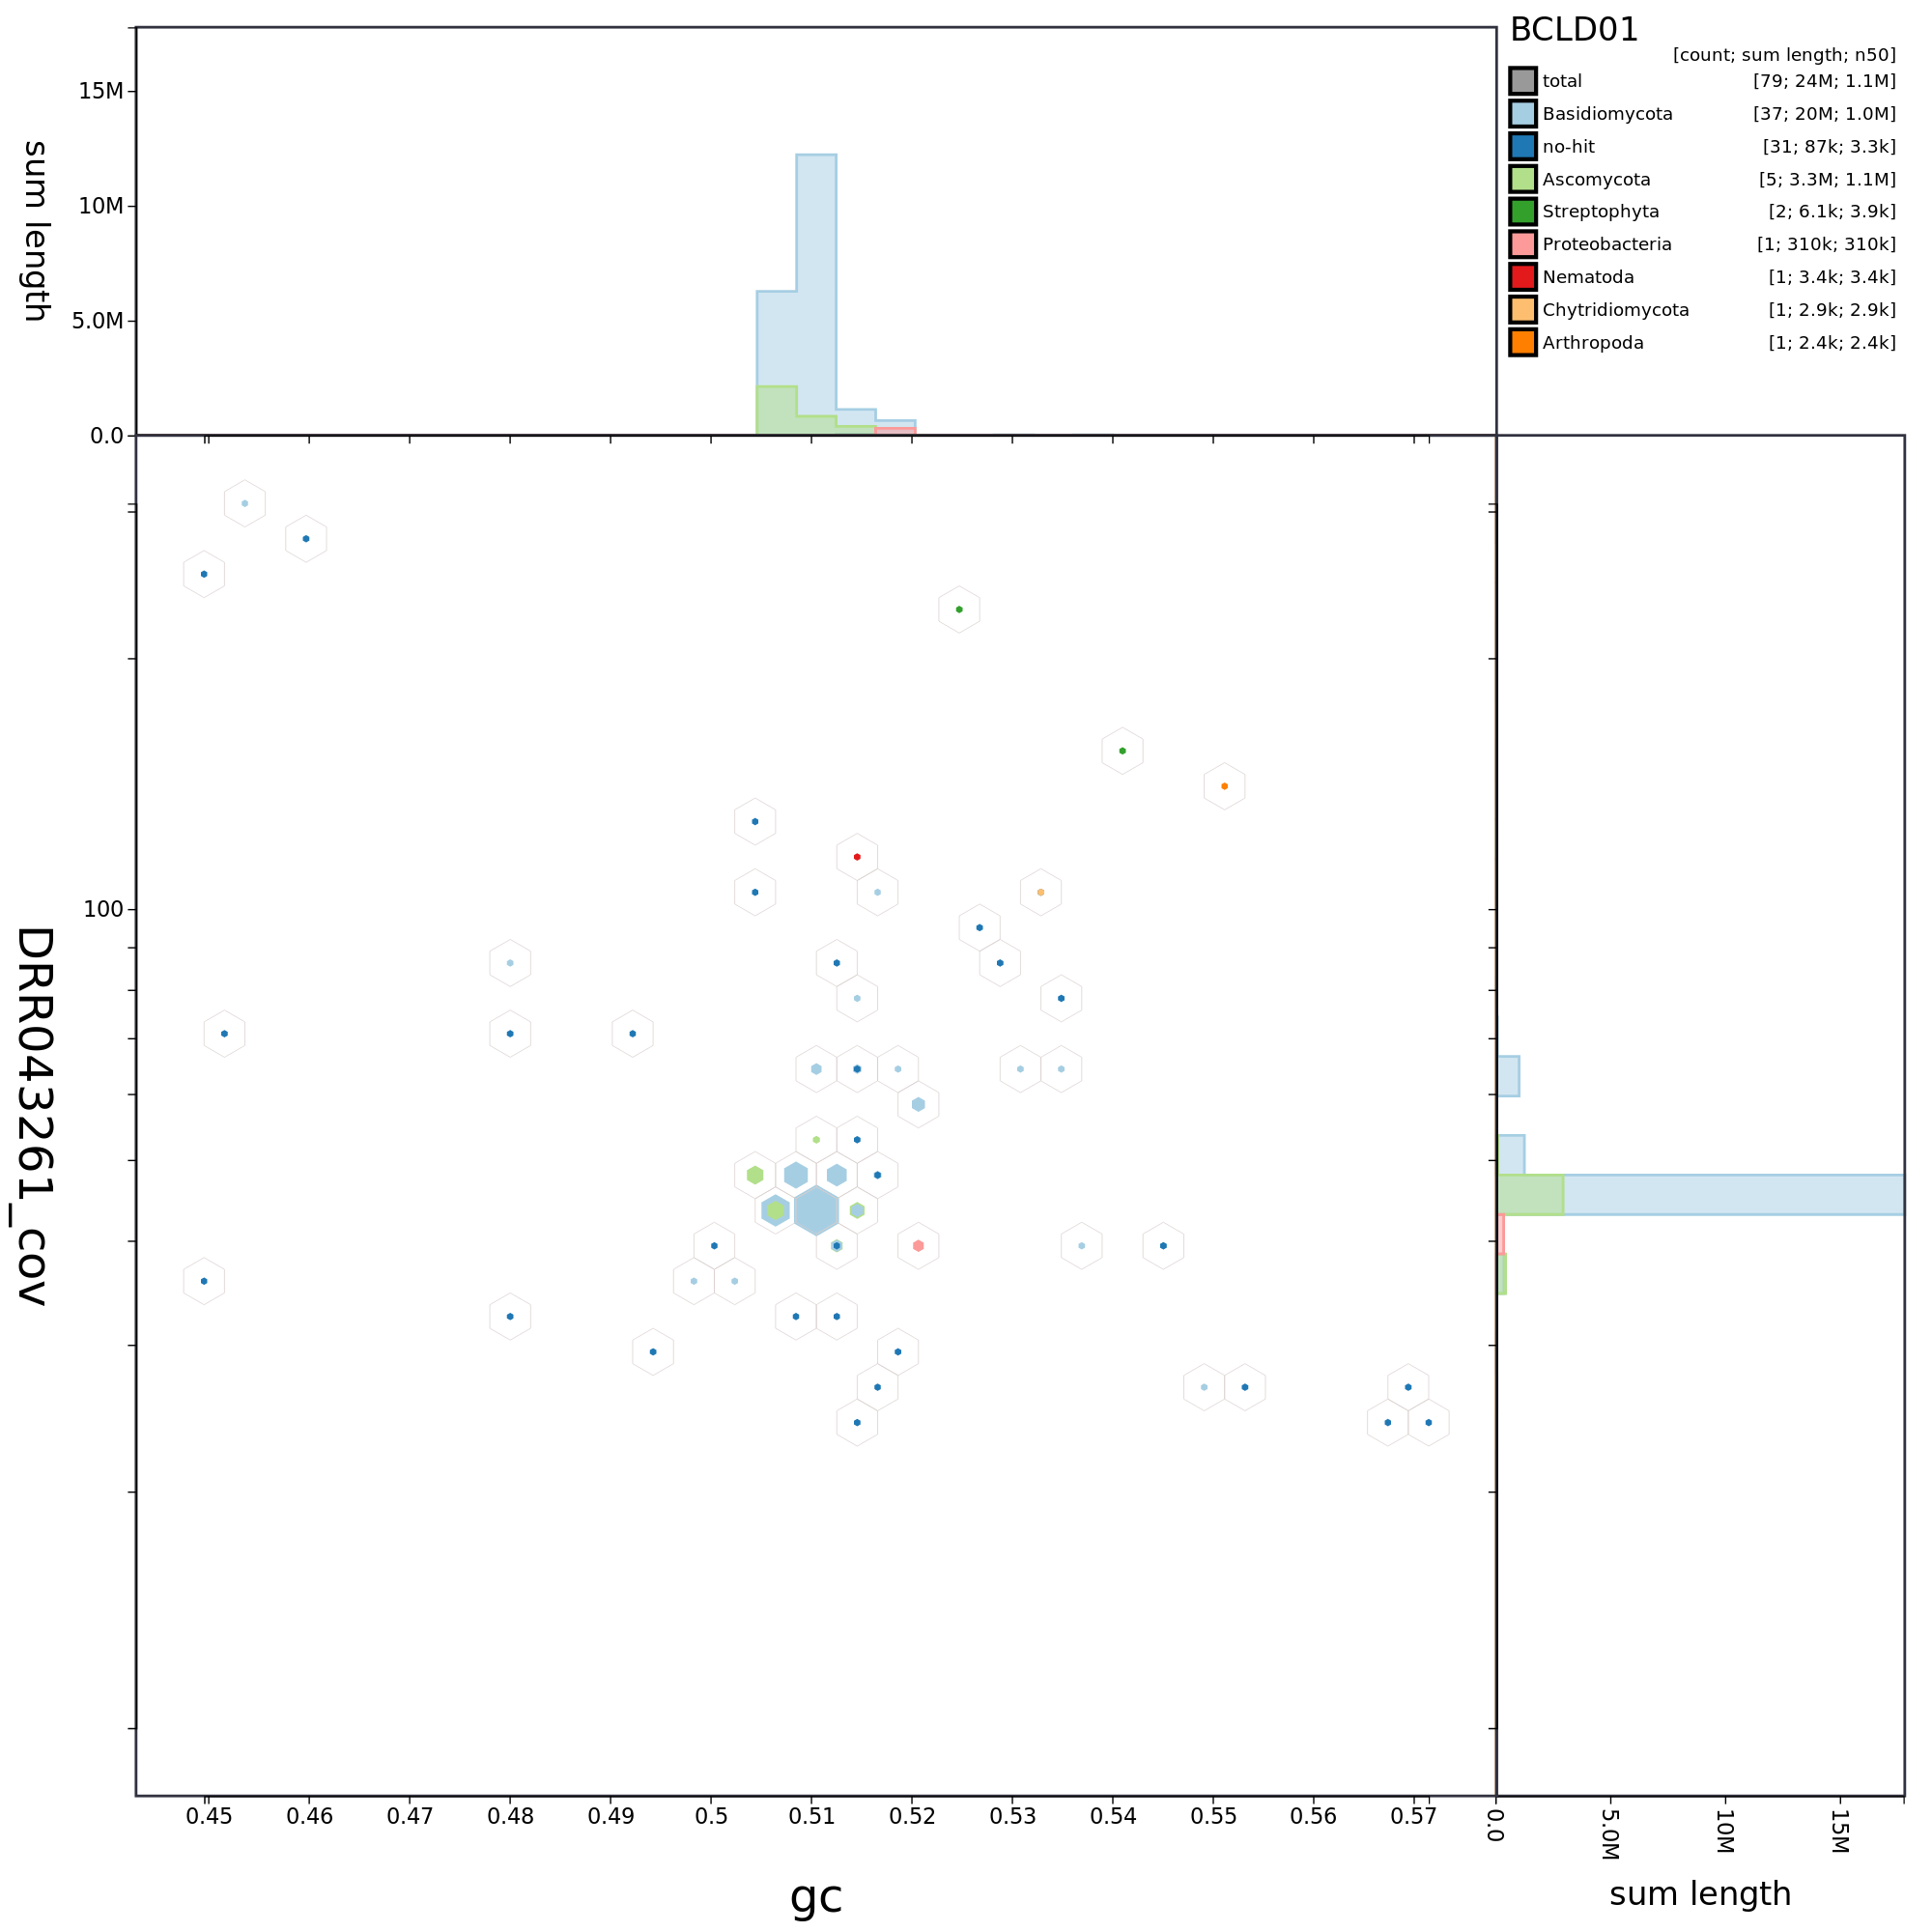 BCLD01
[count; sum length; n50]
total [79; 24M; 1.1M]
Basidiomycota [37; 20M; 1.0M]
no-hit [31; 87k; 3.3k]
Ascomycota [5; 3.3M; 1.1M]
Streptophyta [2; 6.1k; 3.9k]
Proteobacteria [1; 310k; 310k]
Nematoda [1; 3.4k; 3.4k]
Chytridiomycota [1; 2.9k; 2.9k]
Arthropoda [1; 2.4k; 2.4k]
sum length
15M
10M
5.0M
0.0
DRR043261_cov
100
0.45 0.46 0.47 0.48 0.49 0.5 0.51 0.52 0.53 0.54 0.55 0.56 0.57
gc
0.0 5.0M 10M 15M
sum length